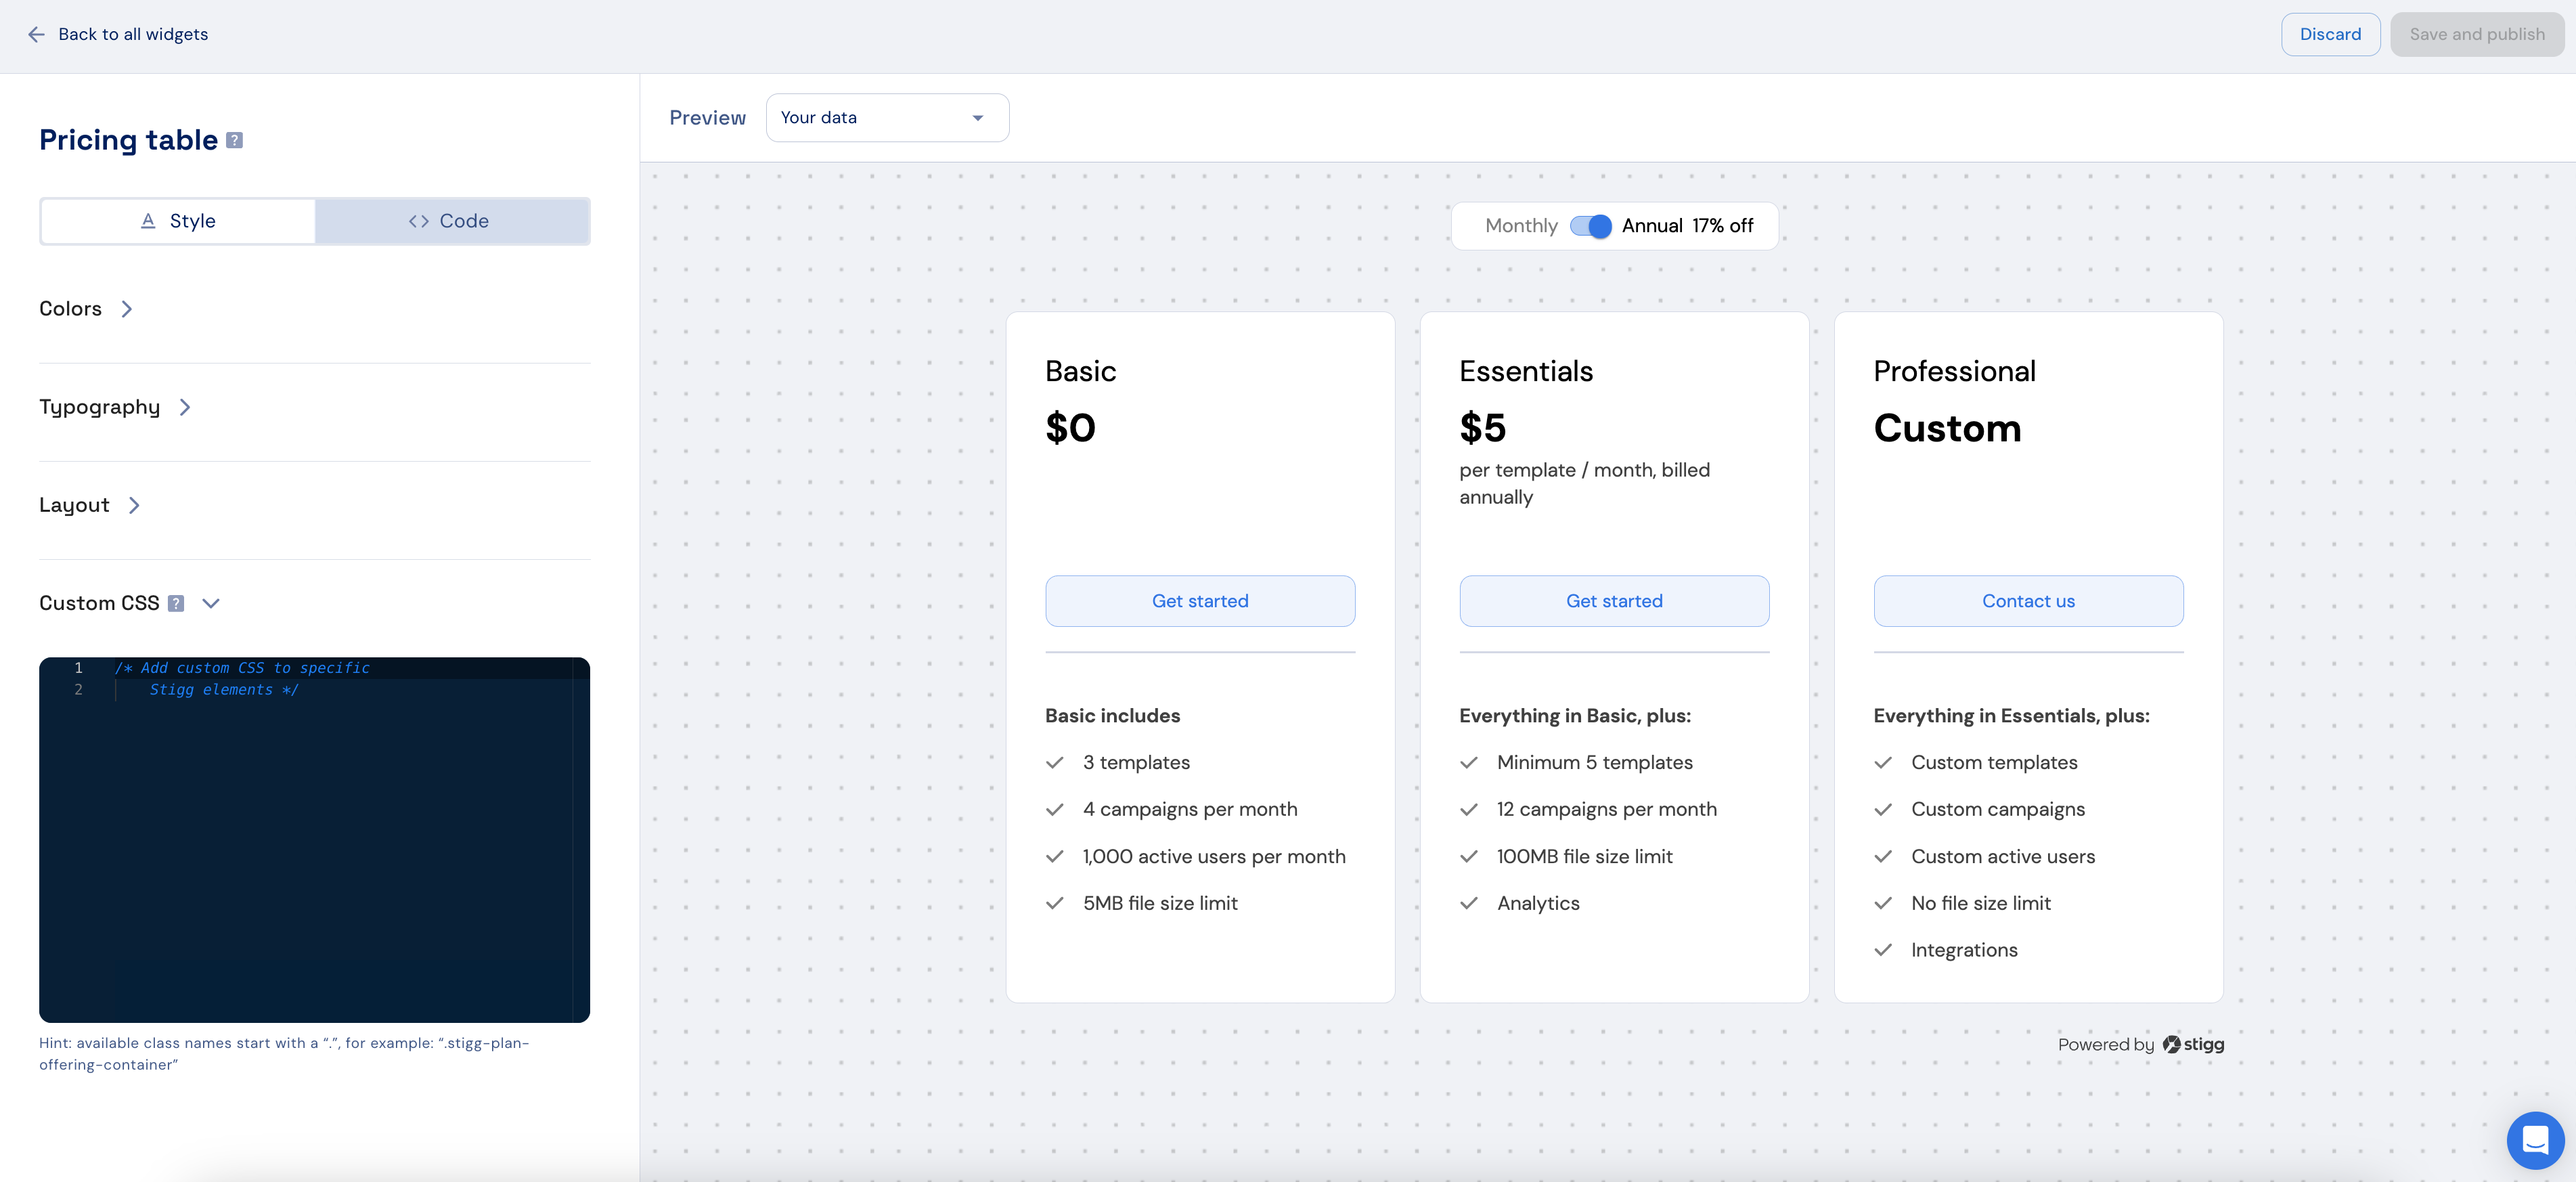 Back to all widgets
Discard
Save and publish
Pricing table ?
Style
Code
Colors
Typography
Layout
Custom CSS ?
1 /* Add custom CSS to specific
2 Stigg elements */
Hint: available class names start with a “.”, for example: “.stigg-plan-
offering-container”
Preview
Your data
Monthly
Annual 17% off
Basic
$0
Get started
Basic includes
3 templates
4 campaigns per month
1,000 active users per month
5MB file size limit
Essentials
$5
per template / month, billed
annually
Get started
Everything in Basic, plus:
Minimum 5 templates
12 campaigns per month
100MB file size limit
Analytics
Professional
Custom
Contact us
Everything in Essentials, plus:
Custom templates
Custom campaigns
Custom active users
No file size limit
Integrations
Powered by stigg